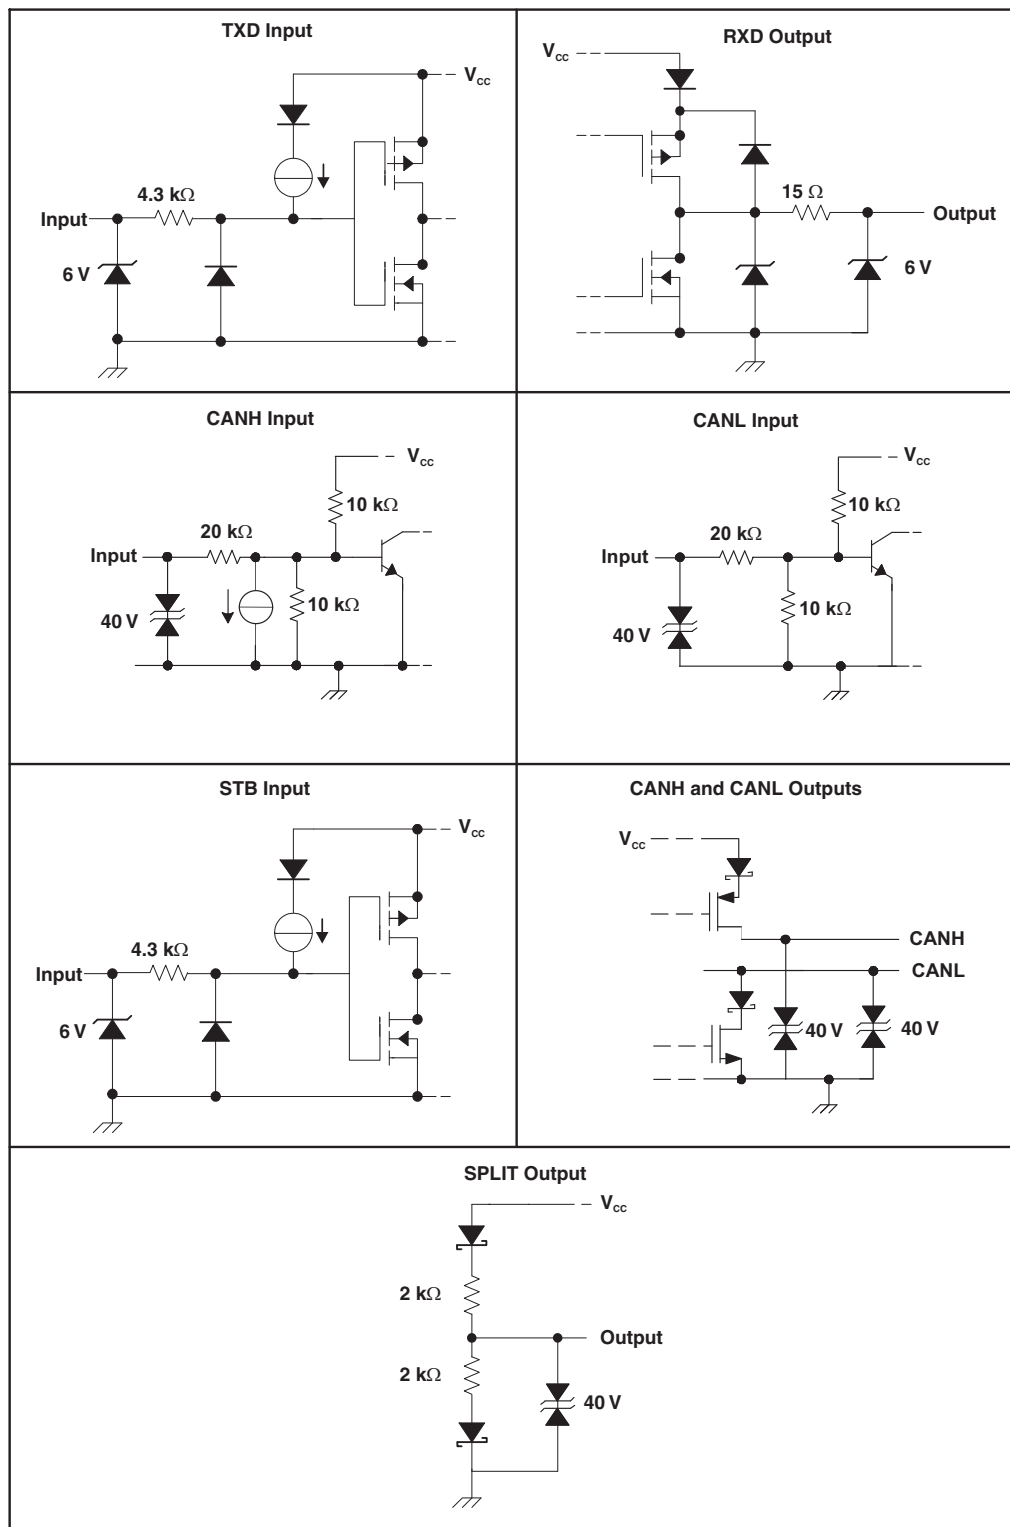 TXD Input
V_CC
4.3 kΩ
Input
6 V
RXD Output
V_CC
15 Ω
Output
6 V
CANH Input
V_CC
10 kΩ
20 kΩ
Input
10 kΩ
40 V
CANL Input
V_CC
10 kΩ
20 kΩ
Input
10 kΩ
40 V
STB Input
V_CC
4.3 kΩ
Input
6 V
CANH and CANL Outputs
V_CC
CANH
CANL
40 V
40 V
SPLIT Output
V_CC
2 kΩ
Output
2 kΩ
40 V